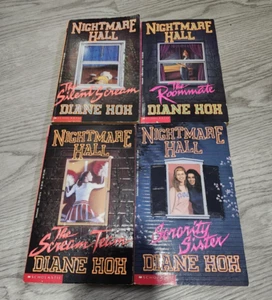 NIGHTMARE
HALL
The
Silent Scream
DIANE HOH
NIGHTMARE
HALL
The
Roommate
DIANE HOH
NIGHTMARE
HALL
The
Scream Team
DIANE HOH
SCHOLASTIC
NIGHTMARE
HALL
Sorority
Sister
DIANE HOH